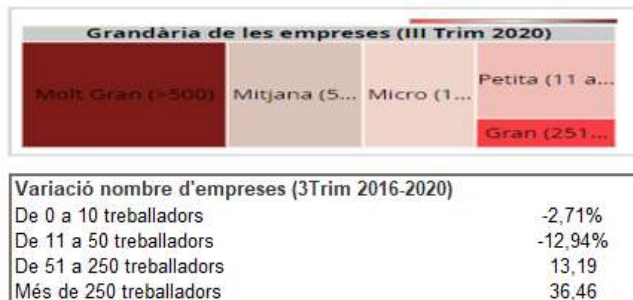 Grandària de les empreses (III Trim 2020)
Molt Gran (>500)
Mitjana (5...
Micro (1...
Petita (11 a...
Gran (251...
Variació nombre d'empreses (3Trim 2016-2020)
De 0 a 10 treballadors -2,71%
De 11 a 50 treballadors -12,94%
De 51 a 250 treballadors 13,19
Més de 250 treballadors 36,46